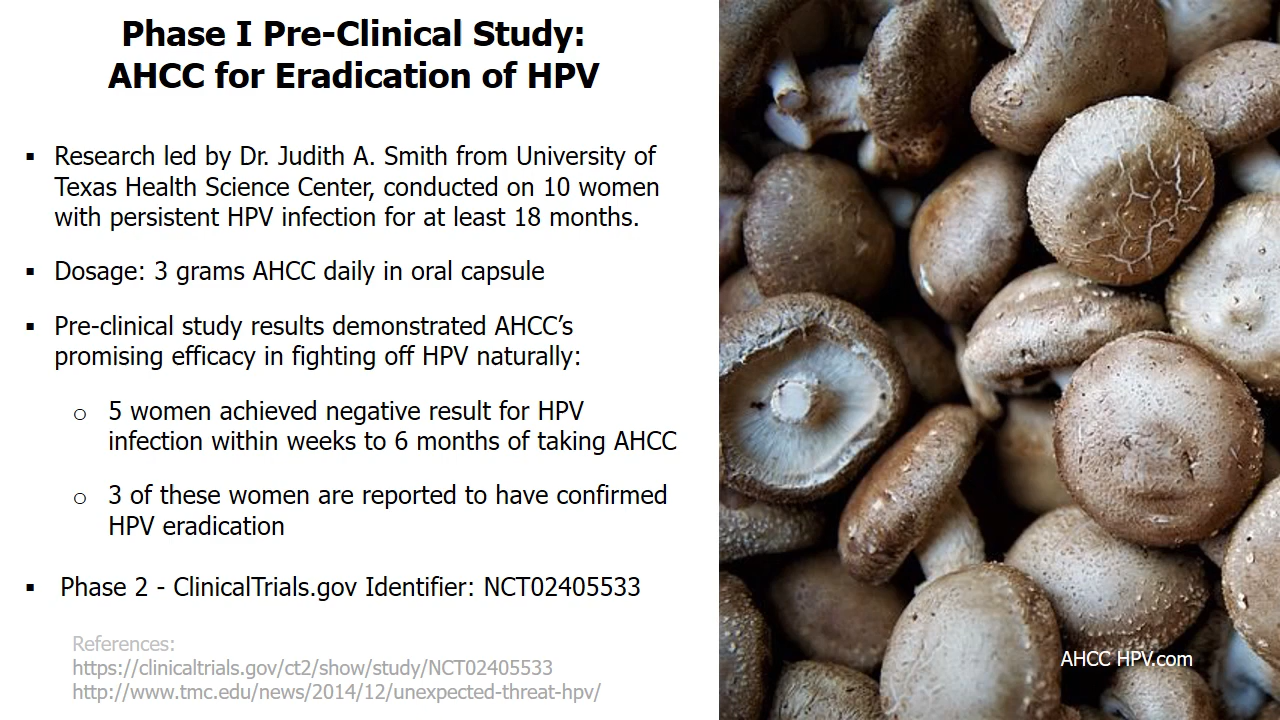 Phase I Pre-Clinical Study:
AHCC for Eradication of HPV
▪ Research led by Dr. Judith A. Smith from University of
Texas Health Science Center, conducted on 10 women
with persistent HPV infection for at least 18 months.
▪ Dosage: 3 grams AHCC daily in oral capsule
▪ Pre-clinical study results demonstrated AHCC’s
promising efficacy in fighting off HPV naturally:
o 5 women achieved negative result for HPV
infection within weeks to 6 months of taking AHCC
o 3 of these women are reported to have confirmed
HPV eradication
▪ Phase 2 - ClinicalTrials.gov Identifier: NCT02405533
References:
https://clinicaltrials.gov/ct2/show/study/NCT02405533
http://www.tmc.edu/news/2014/12/unexpected-threat-hpv/
AHCC HPV.com